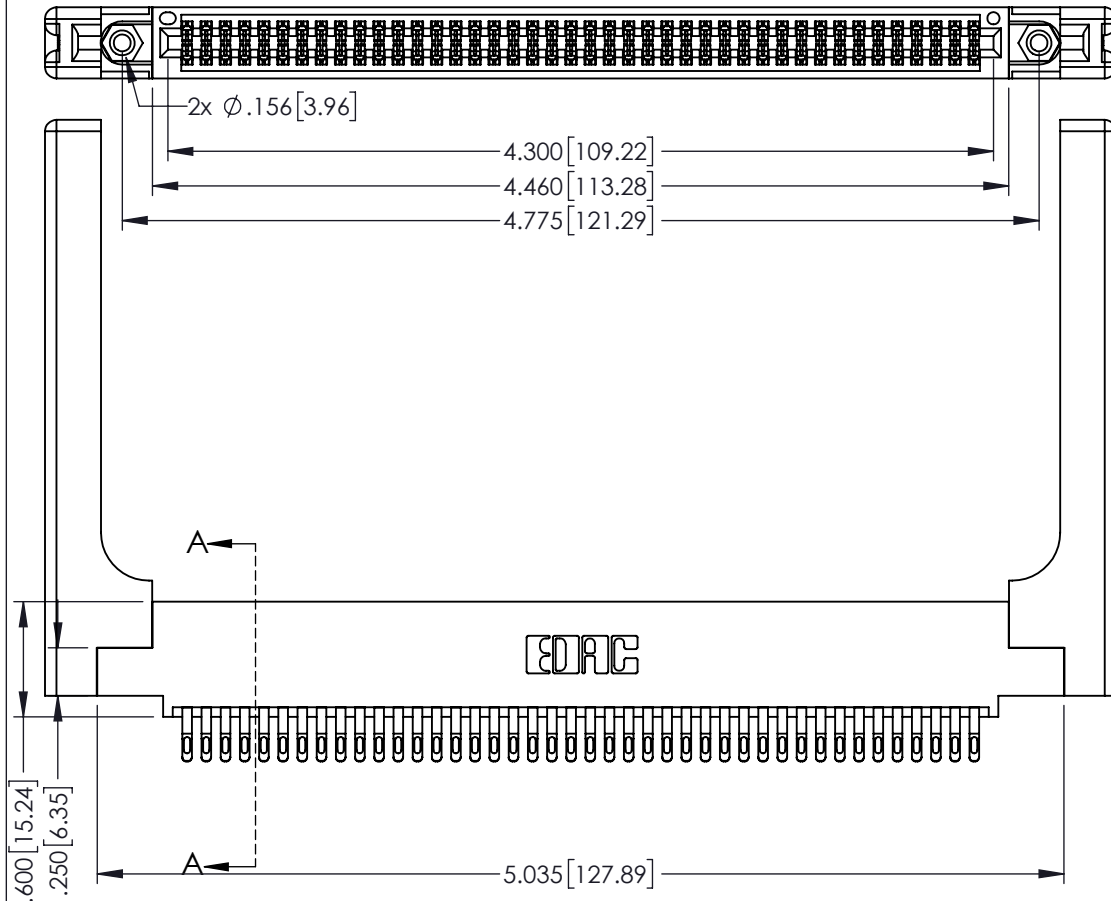 2x ∅ .156[3.96]
4.300[109.22]
4.460[113.28]
4.775[121.29]
A
EDAC
.600[15.24]
.250[6.35]
A
5.035[127.89]